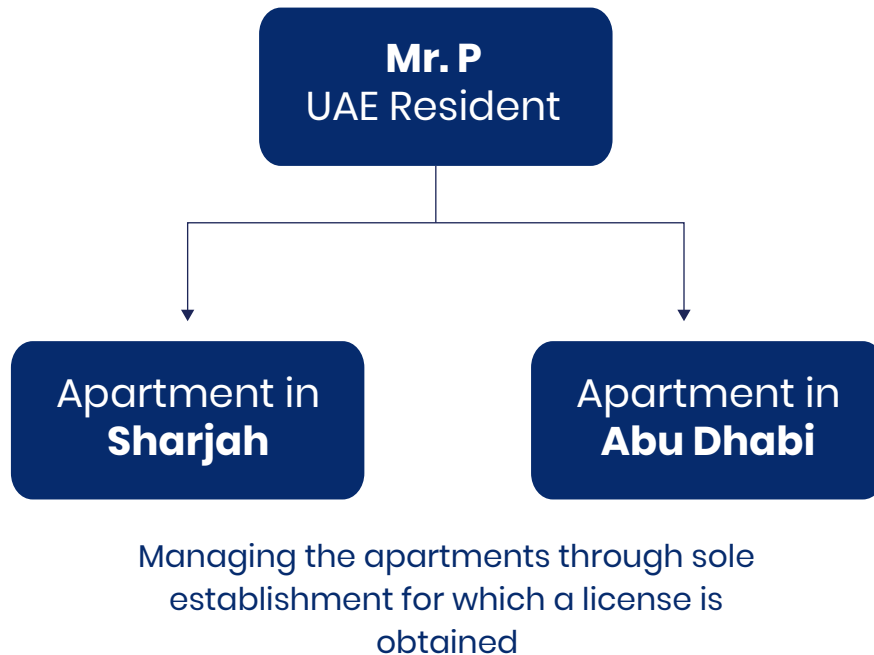 Mr. P
UAE Resident
Apartment in
Sharjah
Apartment in
Abu Dhabi
Managing the apartments through sole
establishment for which a license is
obtained